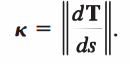 κ = ‖dT/ds‖.